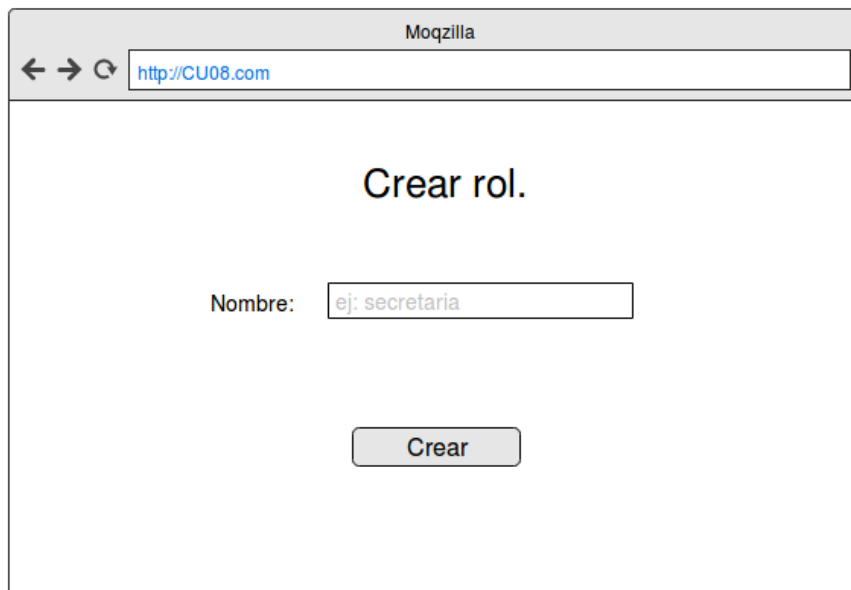 Moqzilla
http://CU08.com
Crear rol.
Nombre: ej: secretaria
Crear